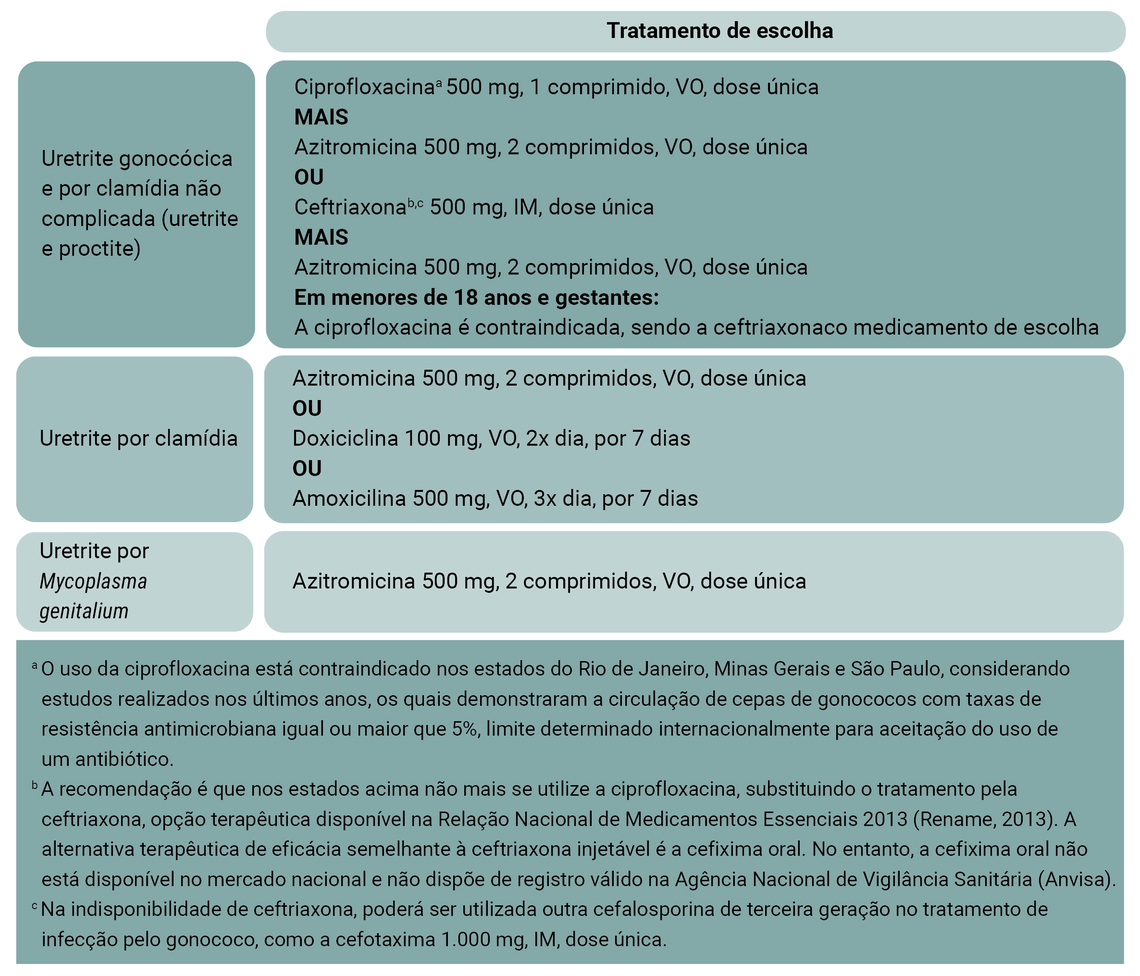 Tratamento de escolha
Uretrite gonocócica
e por clamídia não
complicada (uretrite
e proctite)
Ciprofloxacinaᵃ 500 mg, 1 comprimido, VO, dose única
MAIS
Azitromicina 500 mg, 2 comprimidos, VO, dose única
OU
Ceftriaxonaᵇ,ᶜ 500 mg, IM, dose única
MAIS
Azitromicina 500 mg, 2 comprimidos, VO, dose única
Em menores de 18 anos e gestantes:
A ciprofloxacina é contraindicada, sendo a ceftriaxonaco medicamento de escolha
Uretrite por clamídia
Azitromicina 500 mg, 2 comprimidos, VO, dose única
OU
Doxiciclina 100 mg, VO, 2x dia, por 7 dias
OU
Amoxicilina 500 mg, VO, 3x dia, por 7 dias
Uretrite por
Mycoplasma
genitalium
Azitromicina 500 mg, 2 comprimidos, VO, dose única
ᵃ O uso da ciprofloxacina está contraindicado nos estados do Rio de Janeiro, Minas Gerais e São Paulo, considerando
estudos realizados nos últimos anos, os quais demonstraram a circulação de cepas de gonococos com taxas de
resistência antimicrobiana igual ou maior que 5%, limite determinado internacionalmente para aceitação do uso de
um antibiótico.
ᵇ A recomendação é que nos estados acima não mais se utilize a ciprofloxacina, substituindo o tratamento pela
ceftriaxona, opção terapêutica disponível na Relação Nacional de Medicamentos Essenciais 2013 (Rename, 2013). A
alternativa terapêutica de eficácia semelhante à ceftriaxona injetável é a cefixima oral. No entanto, a cefixima oral não
está disponível no mercado nacional e não dispõe de registro válido na Agência Nacional de Vigilância Sanitária (Anvisa).
ᶜ Na indisponibilidade de ceftriaxona, poderá ser utilizada outra cefalosporina de terceira geração no tratamento de
infecção pelo gonococo, como a cefotaxima 1.000 mg, IM, dose única.